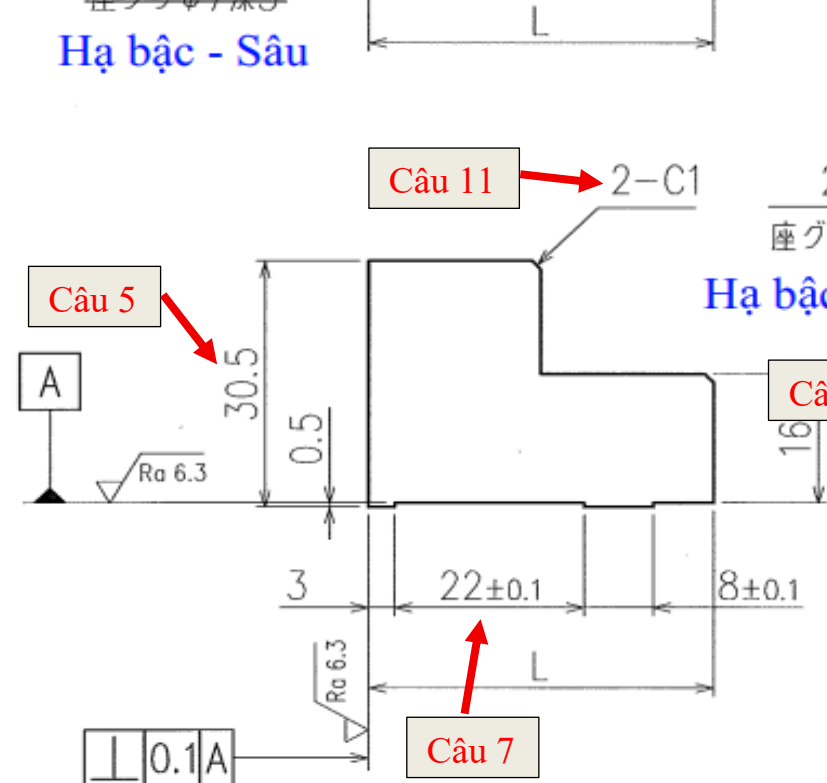 L
Hạ bậc - Sâu
Câu 11
2-C1
座グ
Hạ bậc
Câu 5
A
30.5
0.5
Ra 6.3
16
3
22±0.1
8±0.1
Ra 6.3
L
Câu 7
⊥ 0.1 A